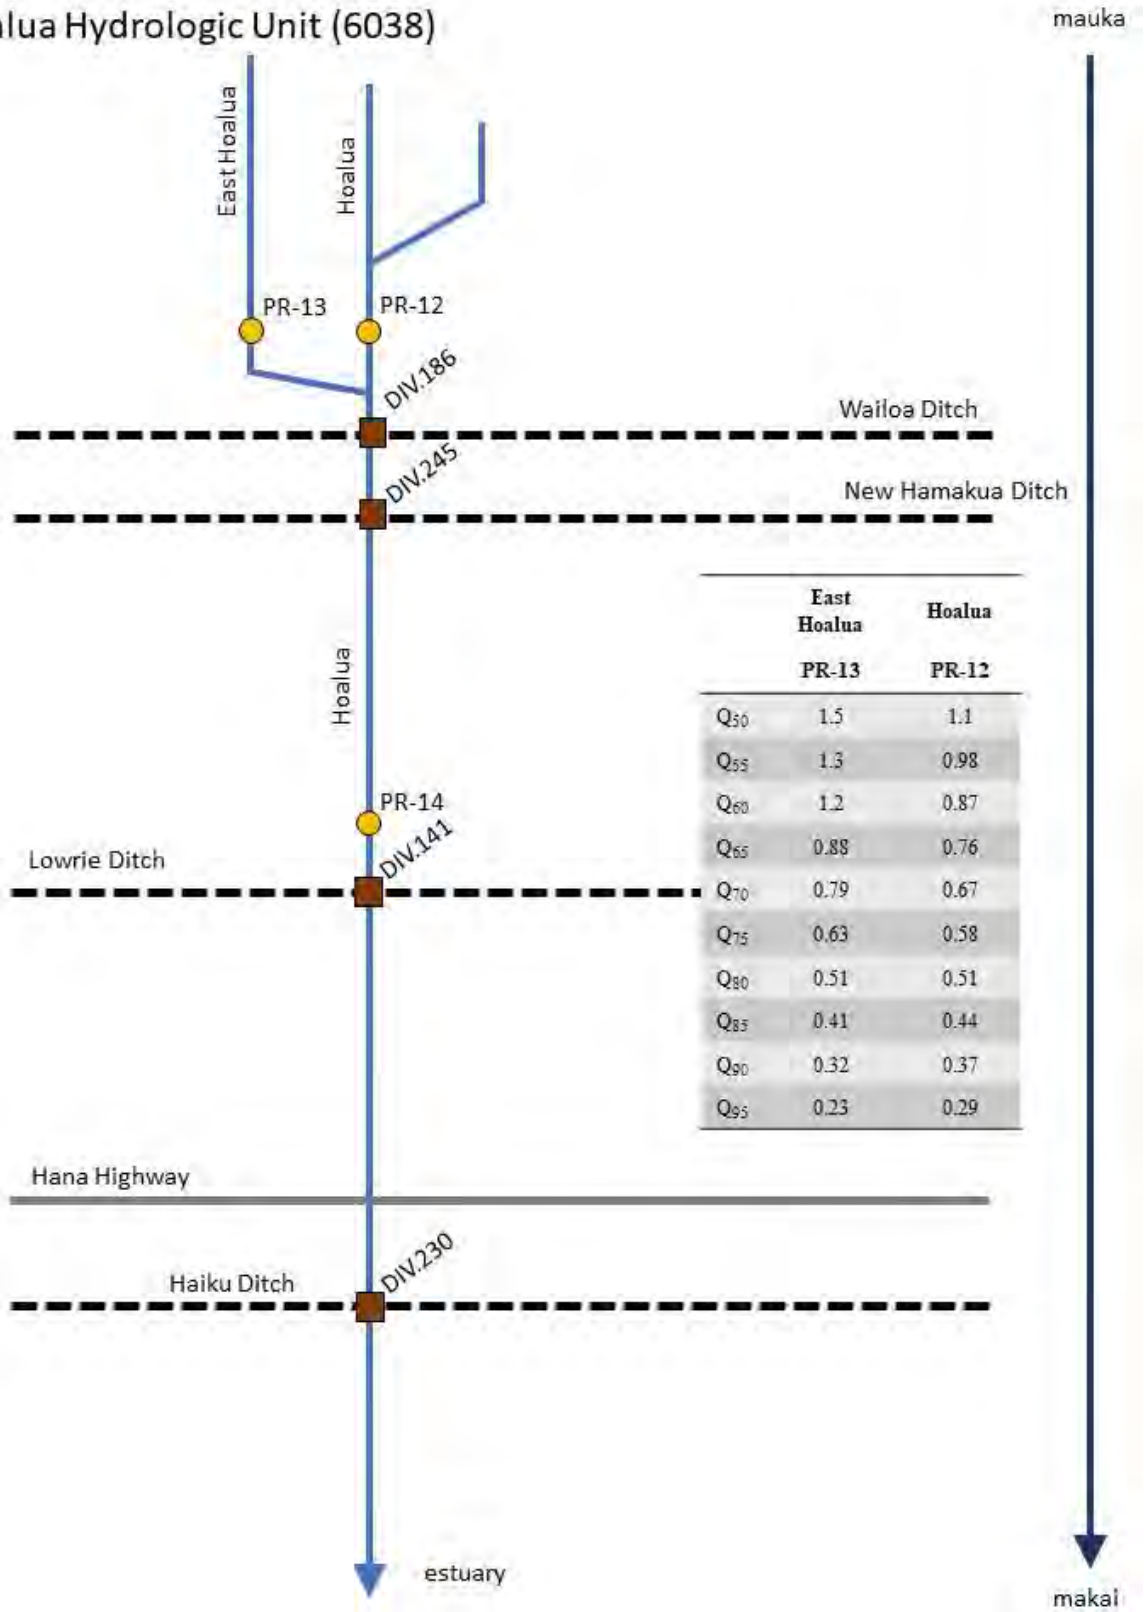 alua Hydrologic Unit (6038)
mauka
East Hoalua
Hoalua
PR-13
PR-12
DIV.186
Wailoa Ditch
DIV.245
New Hamakua Ditch
Hoalua
East Hoalua
Hoalua
PR-13 PR-12
Q50 1.5 1.1
Q55 1.3 0.98
Q60 1.2 0.87
Q65 0.88 0.76
Q70 0.79 0.67
Q75 0.63 0.58
Q80 0.51 0.51
Q85 0.41 0.44
Q90 0.32 0.37
Q95 0.23 0.29
PR-14
DIV.141
Lowrie Ditch
Hana Highway
DIV.230
Haiku Ditch
estuary
makai